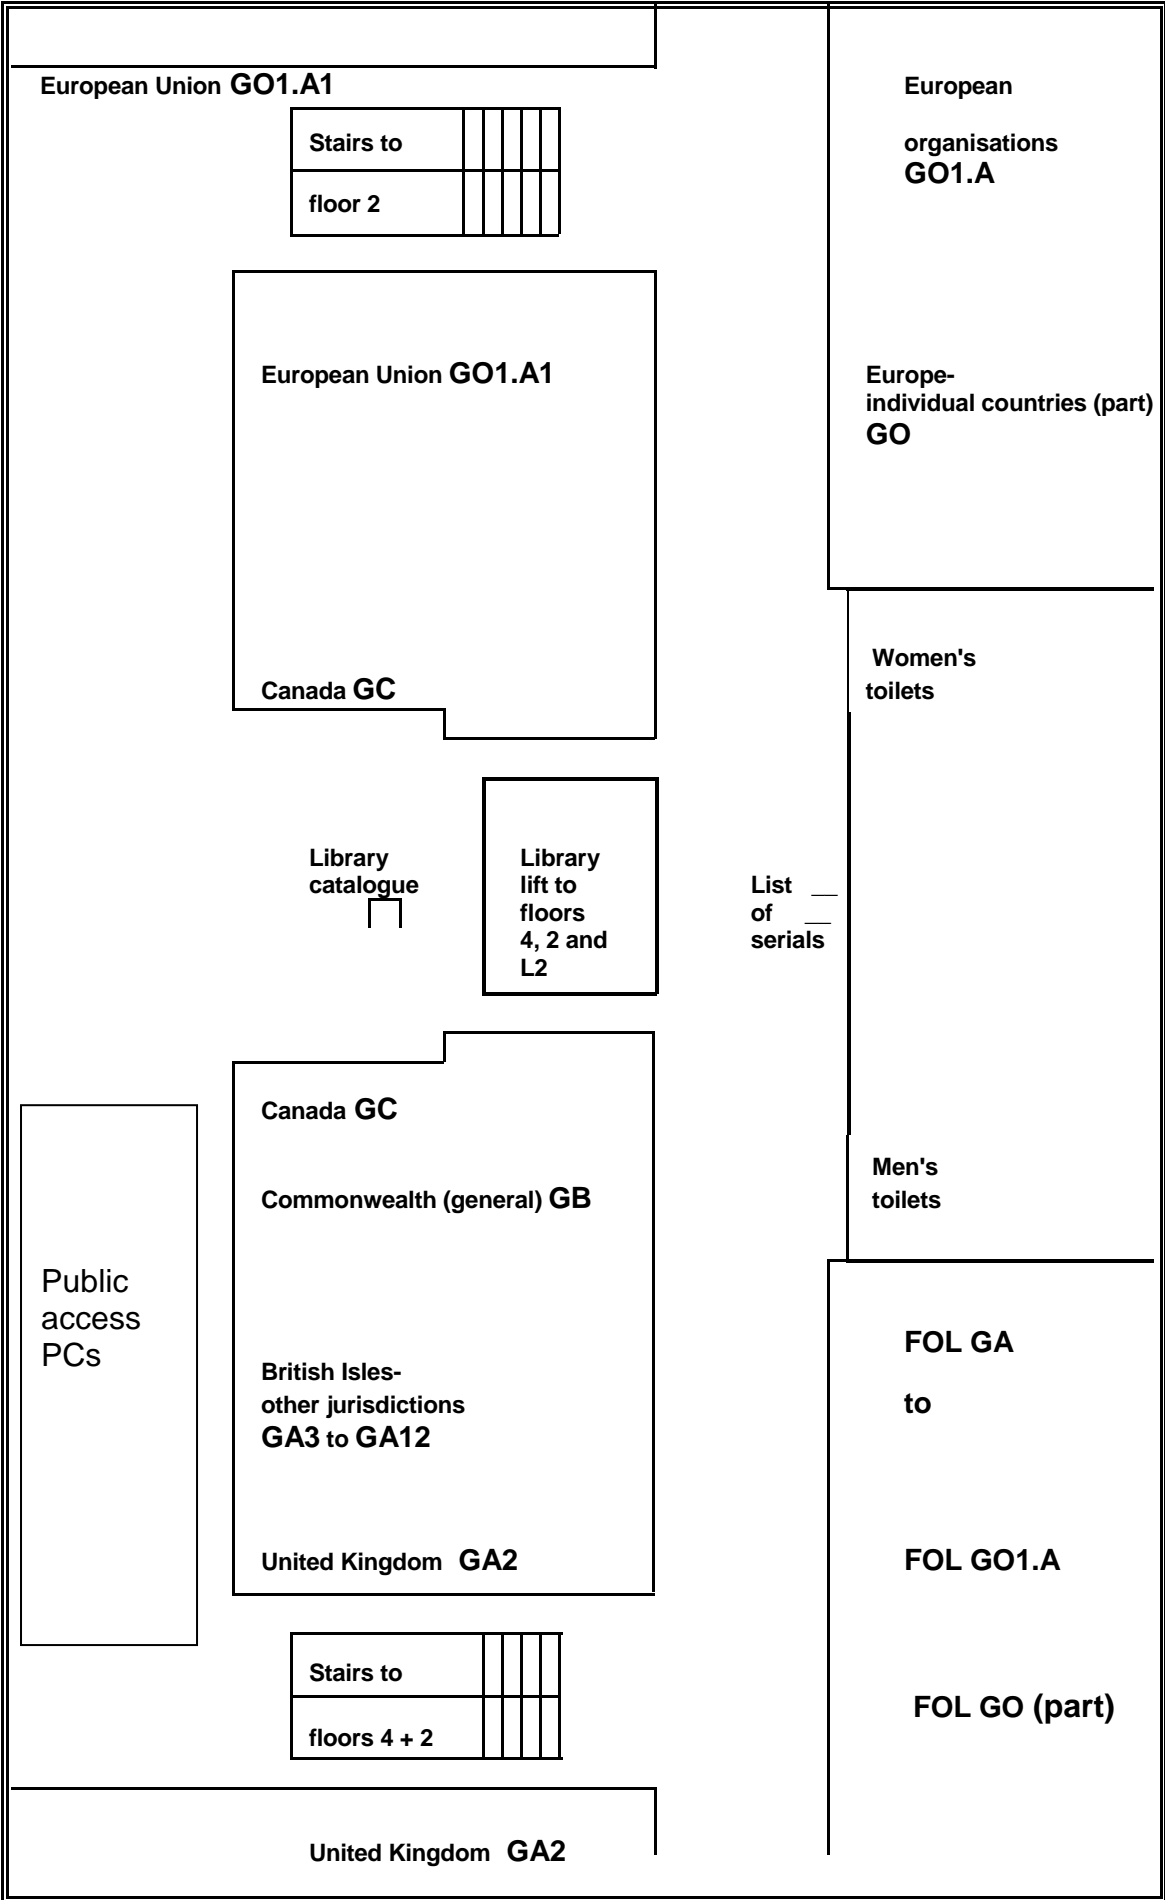 European Union GO1.A1
Stairs to
floor 2
European
organisations
GO1.A
European Union GO1.A1
Europe-
individual countries (part)
GO
Canada GC
Women's
toilets
Library
catalogue
Library
lift to
floors
4, 2 and
L2
List __
of __
serials
Canada GC
Commonwealth (general) GB
Men's
toilets
Public
access
PCs
British Isles-
other jurisdictions
GA3 to GA12
United Kingdom GA2
FOL GA
to
FOL GO1.A
FOL GO (part)
Stairs to
floors 4 + 2
United Kingdom GA2